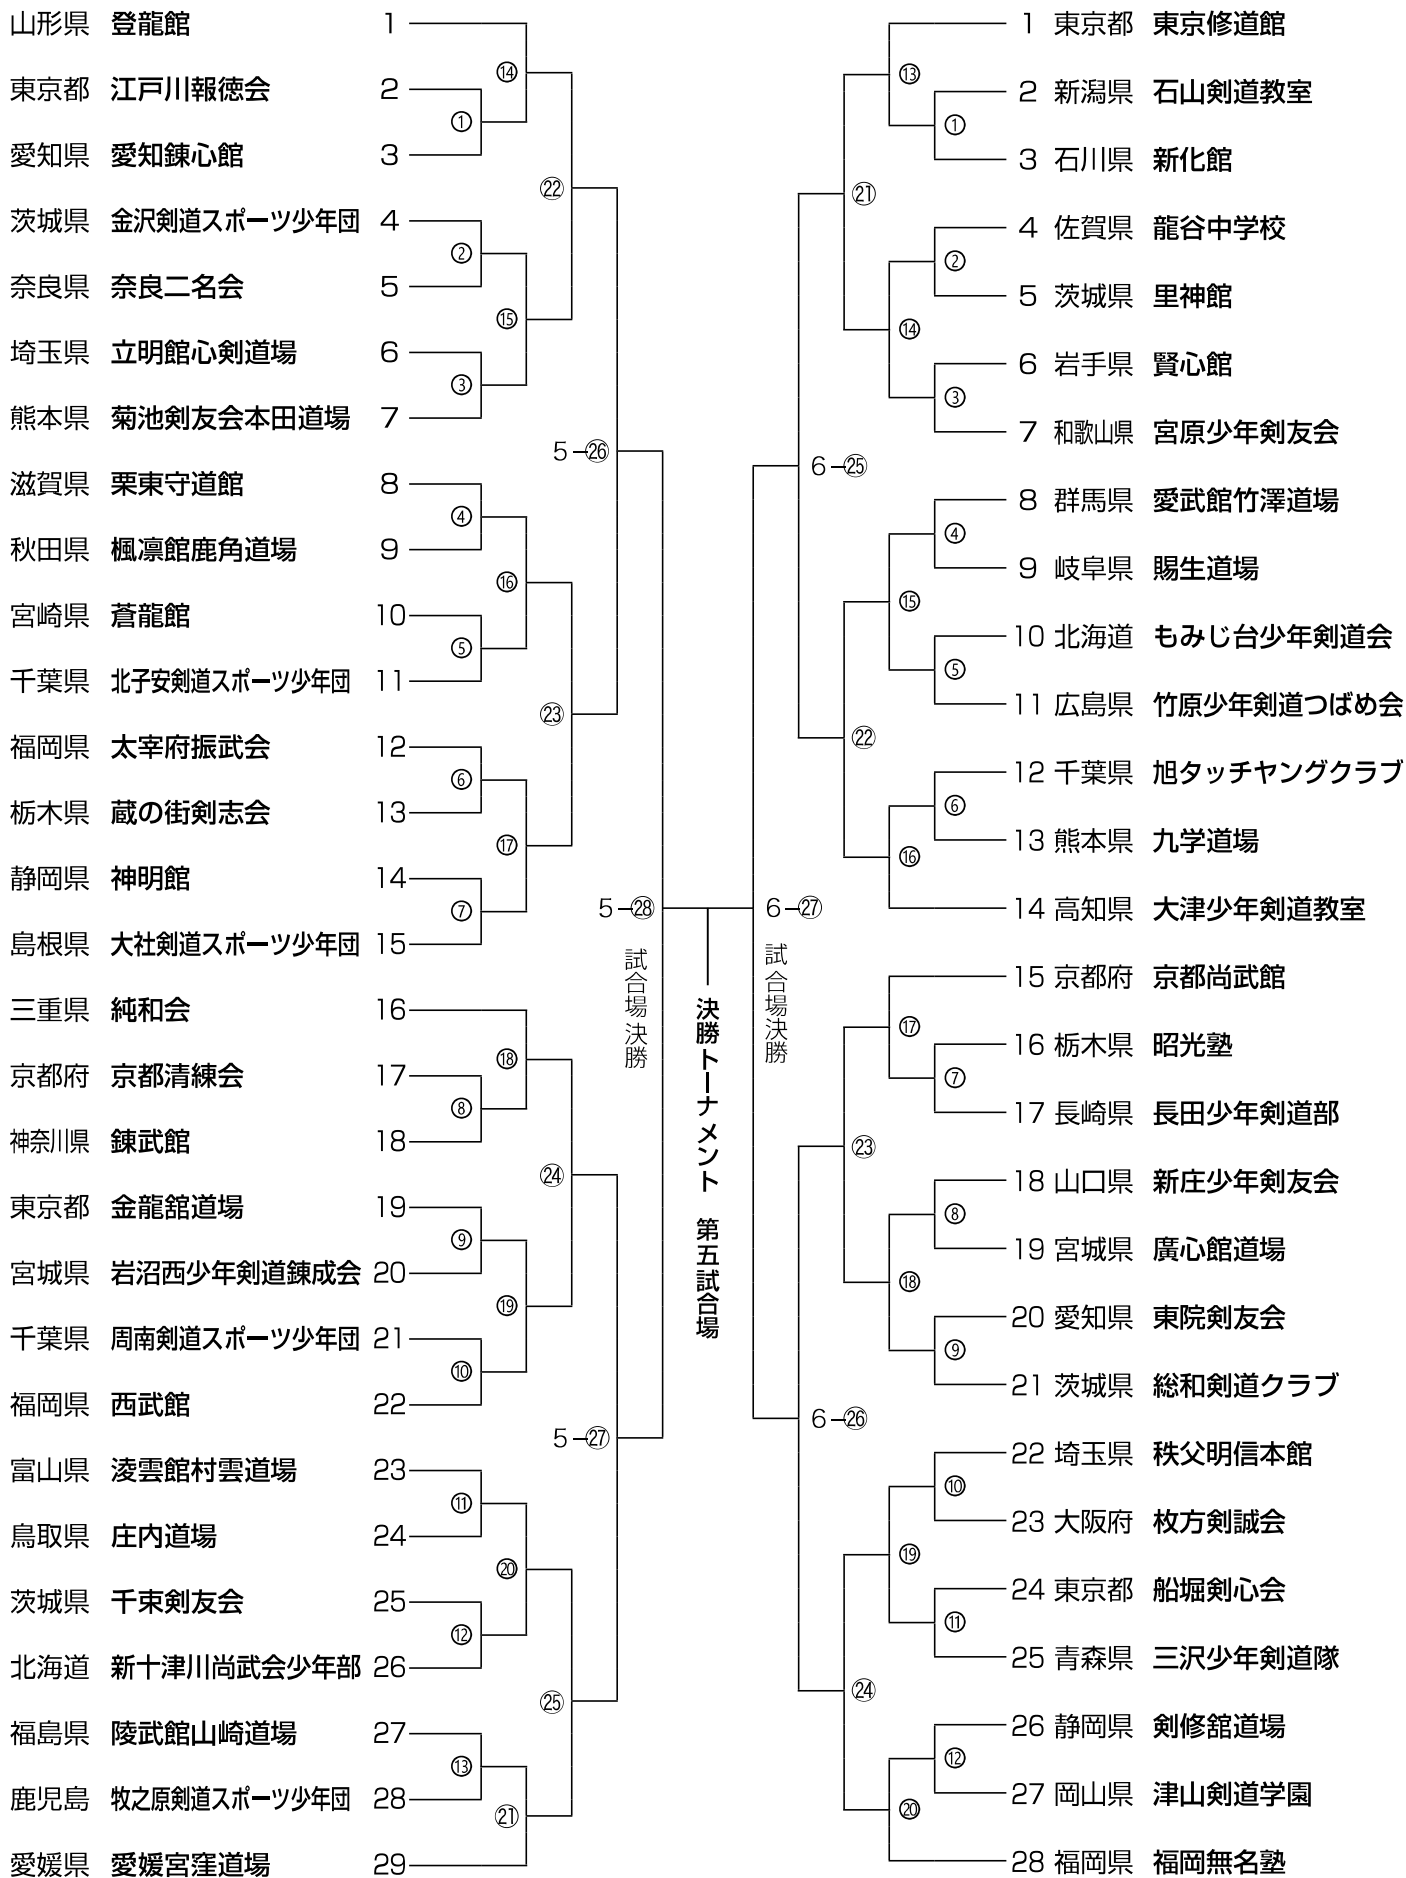 山形県 登龍館 1
東京都 江戸川報徳会 2
愛知県 愛知錬心館 3
茨城県 金沢剣道スポーツ少年団 4
奈良県 奈良二名会 5
埼玉県 立明館心剣道場 6
熊本県 菊池剣友会本田道場 7
滋賀県 栗東守道館 8
秋田県 楓凛館鹿角道場 9
宮崎県 蒼龍館 10
千葉県 北子安剣道スポーツ少年団 11
福岡県 太宰府振武会 12
栃木県 蔵の街剣志会 13
静岡県 神明館 14
島根県 大社剣道スポーツ少年団 15
三重県 純和会 16
京都府 京都清練会 17
神奈川県 錬武館 18
東京都 金龍舘道場 19
宮城県 岩沼西少年剣道錬成会 20
千葉県 周南剣道スポーツ少年団 21
福岡県 西武館 22
富山県 淩雲館村雲道場 23
鳥取県 庄内道場 24
茨城県 千束剣友会 25
北海道 新十津川尚武会少年部 26
福島県 陵武館山崎道場 27
鹿児島 牧之原剣道スポーツ少年団 28
愛媛県 愛媛宮窪道場 29
①
②
③
④
⑤
⑥
⑦
⑧
⑨
⑩
⑪
⑫
⑬
⑭
⑮
⑯
⑰
⑱
⑲
⑳
㉑
㉒
㉓
㉔
㉕
5-㉖
5-㉗
5-㉘
試合場決勝
決勝トーナメント 第五試合場
6-㉗
試合場決勝
6-㉕
6-㉖
㉑
㉒
㉓
㉔
⑬
⑭
⑮
⑯
⑰
⑱
⑲
⑳
①
②
③
④
⑤
⑥
⑦
⑧
⑨
⑩
⑪
⑫
1 東京都 東京修道館
2 新潟県 石山剣道教室
3 石川県 新化館
4 佐賀県 龍谷中学校
5 茨城県 里神館
6 岩手県 賢心館
7 和歌山県 宮原少年剣友会
8 群馬県 愛武館竹澤道場
9 岐阜県 賜生道場
10 北海道 もみじ台少年剣道会
11 広島県 竹原少年剣道つばめ会
12 千葉県 旭タッチヤングクラブ
13 熊本県 九学道場
14 高知県 大津少年剣道教室
15 京都府 京都尚武館
16 栃木県 昭光塾
17 長崎県 長田少年剣道部
18 山口県 新庄少年剣友会
19 宮城県 廣心館道場
20 愛知県 東院剣友会
21 茨城県 総和剣道クラブ
22 埼玉県 秩父明信本館
23 大阪府 枚方剣誠会
24 東京都 船堀剣心会
25 青森県 三沢少年剣道隊
26 静岡県 剣修舘道場
27 岡山県 津山剣道学園
28 福岡県 福岡無名塾